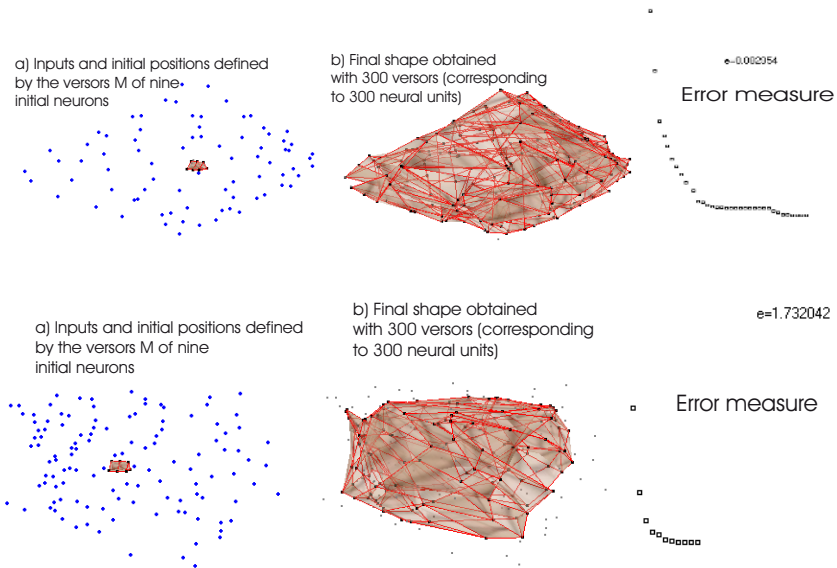 a) Inputs and initial positions defined
by the versors M of nine
initial neurons
b) Final shape obtained
with 300 versors (corresponding
to 300 neural units)
e=0.002954
Error measure
a) Inputs and initial positions defined
by the versors M of nine
initial neurons
b) Final shape obtained
with 300 versors (corresponding
to 300 neural units)
e=1.732042
Error measure